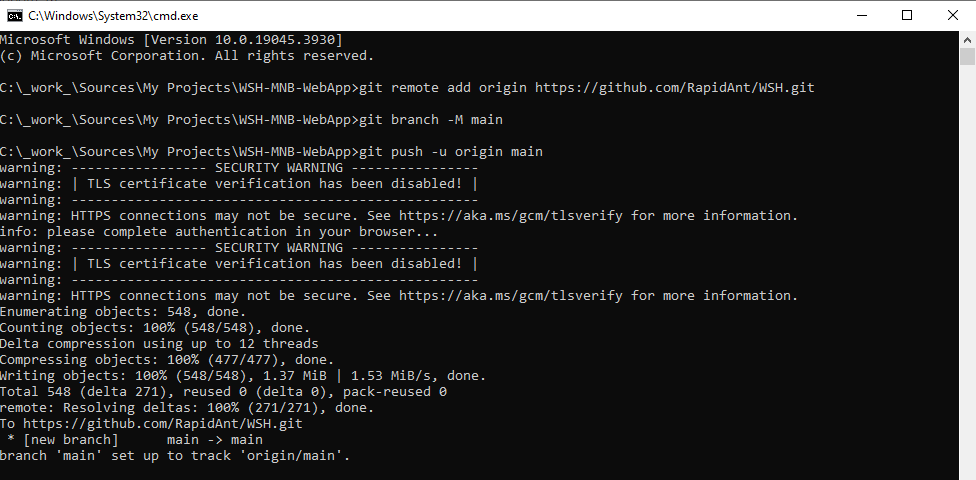 C:\Windows\System32\cmd.exe
Microsoft Windows [Version 10.0.19045.3930]
(c) Microsoft Corporation. All rights reserved.
C:\_work_\Sources\My Projects\WSH-MNB-WebApp>git remote add origin https://github.com/RapidAnt/WSH.git
C:\_work_\Sources\My Projects\WSH-MNB-WebApp>git branch -M main
C:\_work_\Sources\My Projects\WSH-MNB-WebApp>git push -u origin main
warning: ----------------- SECURITY WARNING ----------------
warning: | TLS certificate verification has been disabled! |
warning: ---------------------------------------------------
warning: HTTPS connections may not be secure. See https://aka.ms/gcm/tlsverify for more information.
info: please complete authentication in your browser...
warning: ----------------- SECURITY WARNING ----------------
warning: | TLS certificate verification has been disabled! |
warning: ---------------------------------------------------
warning: HTTPS connections may not be secure. See https://aka.ms/gcm/tlsverify for more information.
Enumerating objects: 548, done.
Counting objects: 100% (548/548), done.
Delta compression using up to 12 threads
Compressing objects: 100% (477/477), done.
Writing objects: 100% (548/548), 1.37 MiB | 1.53 MiB/s, done.
Total 548 (delta 271), reused 0 (delta 0), pack-reused 0
remote: Resolving deltas: 100% (271/271), done.
To https://github.com/RapidAnt/WSH.git
 * [new branch]      main -> main
branch 'main' set up to track 'origin/main'.